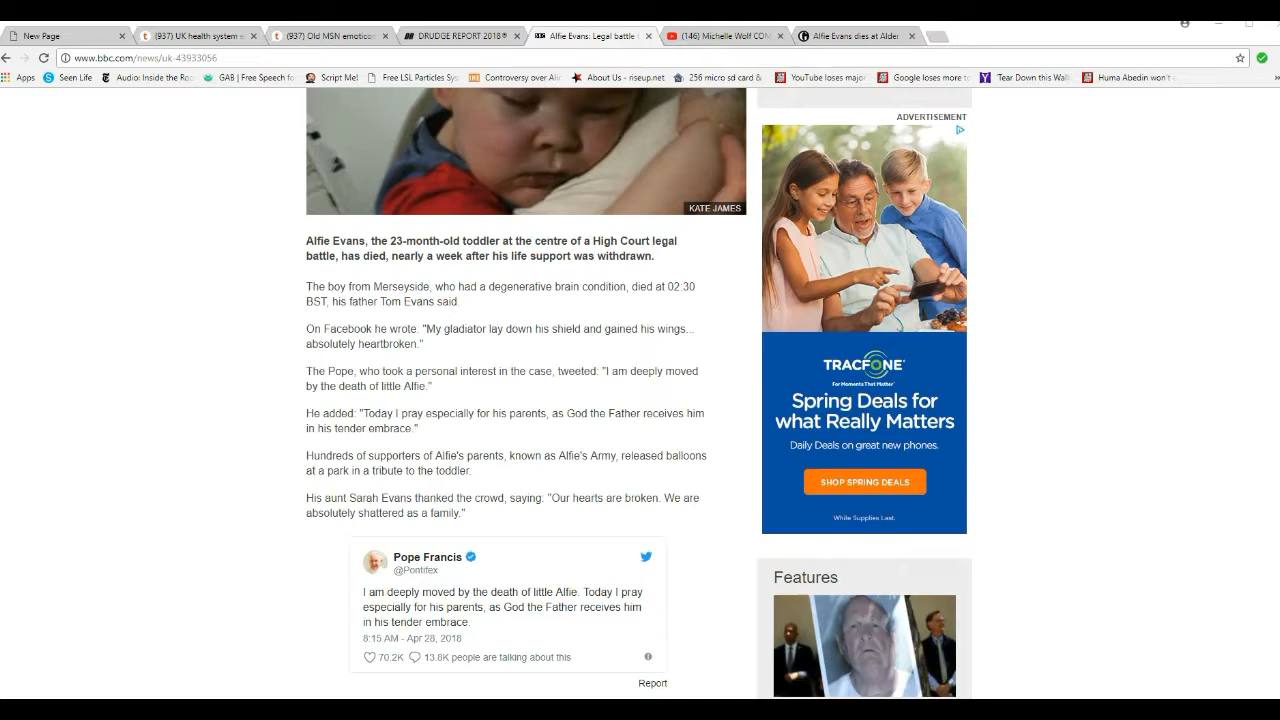 New Page
(937) UK health system e
(937) Old MSN emoticon
DRUDGE REPORT 2018®
Alfie Evans: Legal battle
(146) Michelle Wolf COM
Alfie Evans dies at Alder
www.bbc.com/news/uk-43933056
Apps
Seen Life
Audio: Inside the Roo
GAB | Free Speech fo
Script Me!
Free LSL Particles Sys
Controversy over Alic
About Us - riseup.net
256 micro sd card &
YouTube loses major
Google loses more to
Tear Down this Wall
Huma Abedin won't e
KATE JAMES
Alfie Evans, the 23-month-old toddler at the centre of a High Court legal
battle, has died, nearly a week after his life support was withdrawn.
The boy from Merseyside, who had a degenerative brain condition, died at 02:30
BST, his father Tom Evans said.
On Facebook he wrote: "My gladiator lay down his shield and gained his wings...
absolutely heartbroken."
The Pope, who took a personal interest in the case, tweeted: "I am deeply moved
by the death of little Alfie."
He added: "Today I pray especially for his parents, as God the Father receives him
in his tender embrace."
Hundreds of supporters of Alfie's parents, known as Alfie's Army, released balloons
at a park in a tribute to the toddler.
His aunt Sarah Evans thanked the crowd, saying: "Our hearts are broken. We are
absolutely shattered as a family."
Pope Francis
@Pontifex
I am deeply moved by the death of little Alfie. Today I pray
especially for his parents, as God the Father receives him
in his tender embrace.
8:15 AM - Apr 28, 2018
70.2K
13.8K people are talking about this
Report
ADVERTISEMENT
TRACFONE
For Moments That Matter
Spring Deals for
what Really Matters
Daily Deals on great new phones.
SHOP SPRING DEALS
While Supplies Last.
Features